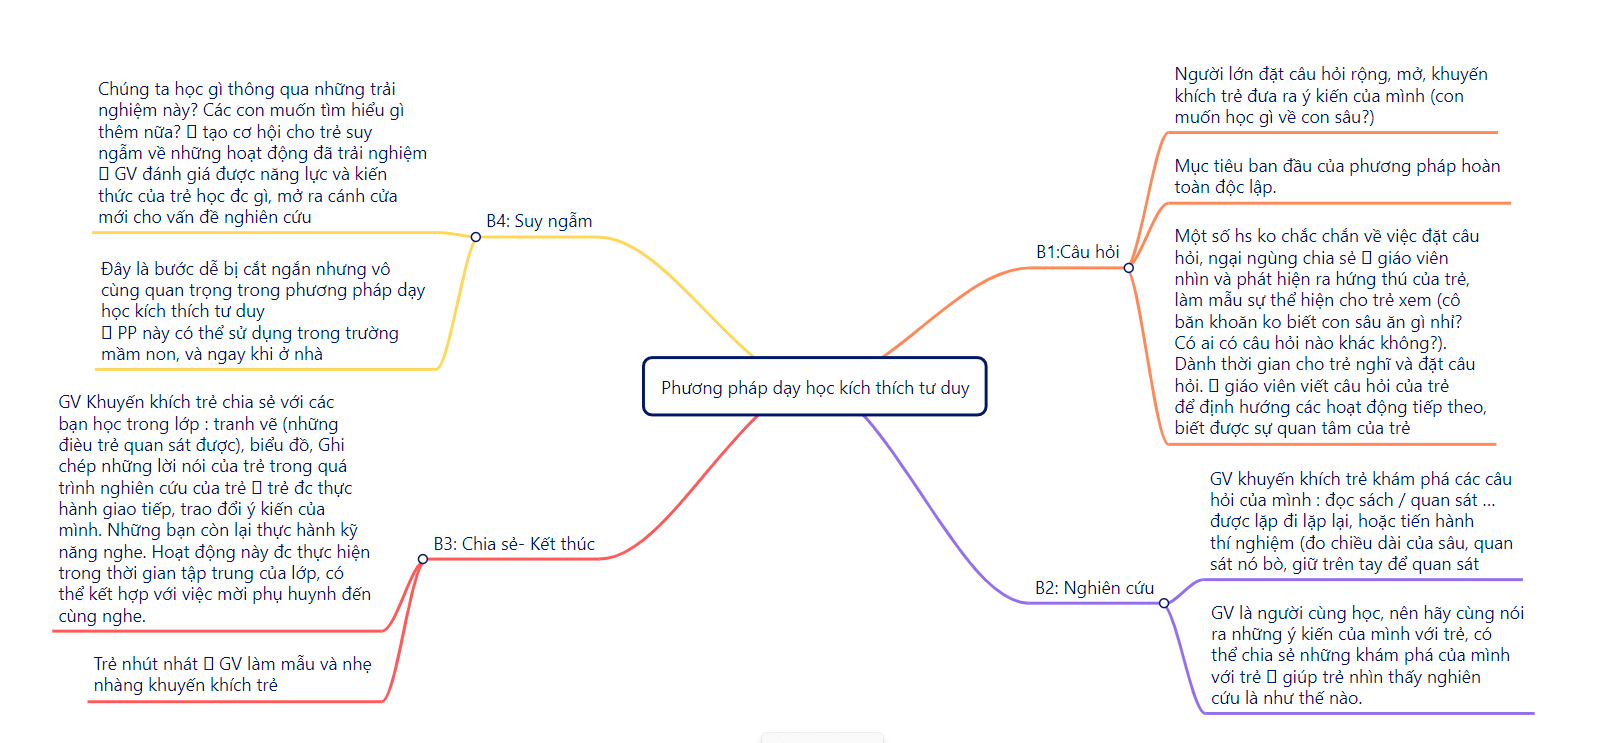 Phương pháp dạy học kích thích tư duy
B1:Câu hỏi
Người lớn đặt câu hỏi rộng, mở, khuyến
khích trẻ đưa ra ý kiến của mình (con
muốn học gì về con sâu?)
Mục tiêu ban đầu của phương pháp hoàn
toàn độc lập.
Một số hs ko chắc chắn về việc đặt câu
hỏi, ngại ngùng chia sẻ  giáo viên
nhìn và phát hiện ra hứng thú của trẻ,
làm mẫu sự thể hiện cho trẻ xem (cô
băn khoăn ko biết con sâu ăn gì nhỉ?
Có ai có câu hỏi nào khác không?).
Dành thời gian cho trẻ nghĩ và đặt câu
hỏi.  giáo viên viết câu hỏi của trẻ
để định hướng các hoạt động tiếp theo,
biết được sự quan tâm của trẻ
B2: Nghiên cứu
GV khuyến khích trẻ khám phá các câu
hỏi của mình : đọc sách / quan sát ...
được lặp đi lặp lại, hoặc tiến hành
thí nghiệm (đo chiều dài của sâu, quan
sát nó bò, giữ trên tay để quan sát
GV là người cùng học, nên hãy cùng nói
ra những ý kiến của mình với trẻ, có
thể chia sẻ những khám phá của mình
với trẻ  giúp trẻ nhìn thấy nghiên
cứu là như thế nào.
B3: Chia sẻ- Kết thúc
GV Khuyến khích trẻ chia sẻ với các
bạn học trong lớp : tranh vẽ (những
đièu trẻ quan sát được), biểu đồ, Ghi
chép những lời nói của trẻ trong quá
trình nghiên cứu của trẻ  trẻ đc thực
hành giao tiếp, trao đổi ý kiến của
mình. Những bạn còn lại thực hành kỹ
năng nghe. Hoạt động này đc thực hiện
trong thời gian tập trung của lớp, có
thể kết hợp với việc mời phụ huynh đến
cùng nghe.
Trẻ nhút nhát  GV làm mẫu và nhẹ
nhàng khuyến khích trẻ
B4: Suy ngẫm
Chúng ta học gì thông qua những trải
nghiệm này? Các con muốn tìm hiểu gì
thêm nữa?  tạo cơ hội cho trẻ suy
ngẫm về những hoạt động đã trải nghiệm
 GV đánh giá được năng lực và kiến
thức của trẻ học đc gì, mở ra cánh cửa
mới cho vấn đề nghiên cứu
Đây là bước dễ bị cắt ngắn nhưng vô
cùng quan trọng trong phương pháp dạy
học kích thích tư duy
 PP này có thể sử dụng trong trường
mầm non, và ngay khi ở nhà